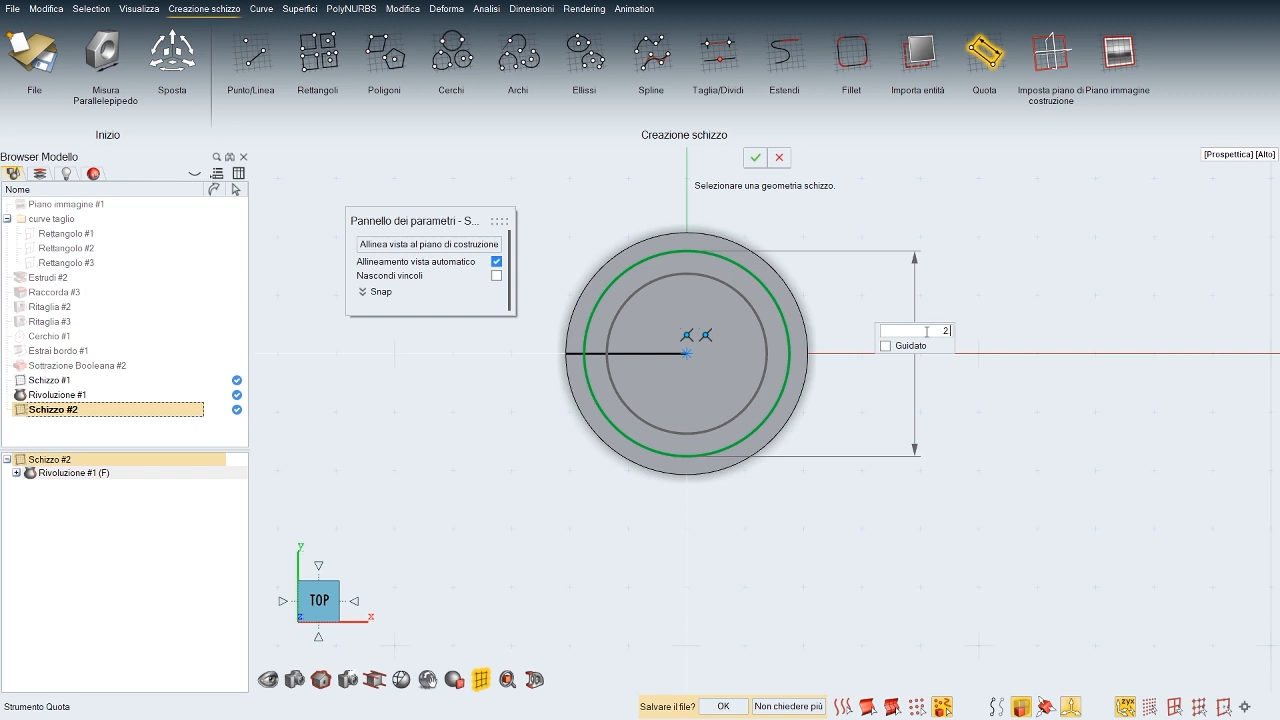 File Modifica Selection Visualizza Creazione schizzo Curve Superfici PolyNURBS Modifica Deforma Analisi Dimensioni Rendering Animation
File Misura Parallelepipedo Sposta Punto/Linea Rettangoli Poligoni Cerchi Archi Ellissi Spline Taglia/Dividi Estendi Fillet Importa entità Quota Imposta piano di costruzione Piano immagine
Inizio Creazione schizzo
Browser Modello
[Prospettica] [Alto]
Nome
Selezionare una geometria schizzo.
Piano immagine #1
curve taglio
Rettangolo #1
Rettangolo #2
Rettangolo #3
Estrudi #2
Raccorda #3
Ritaglia #2
Ritaglia #3
Cerchio #1
Estrai bordo #1
Sottrazione Booleana #2
Schizzo #1
Rivoluzione #1
Schizzo #2
Pannello dei parametri - S...
Allinea vista al piano di costruzione
Allineamento vista automatico
Nascondi vincoli
Snap
2
Guidato
Schizzo #2
Rivoluzione #1 (F)
y
TOP
z
x
Strumento Quota
Salvare il file? OK Non chiedere più
zyx